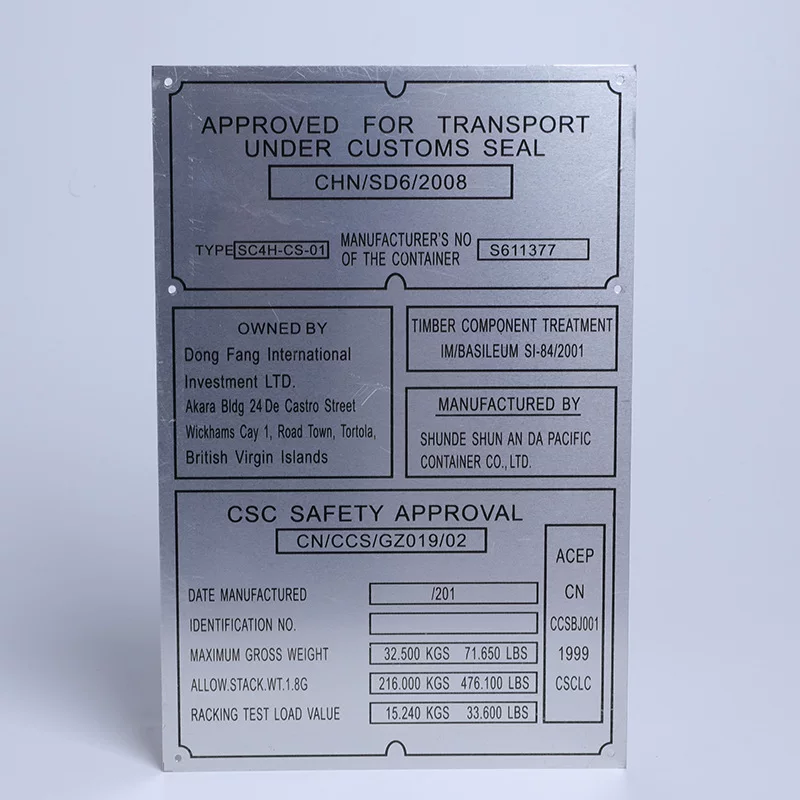 APPROVED FOR TRANSPORT
UNDER CUSTOMS SEAL
CHN/SD6/2008
TYPE SC4H-CS-01 MANUFACTURER'S NO
OF THE CONTAINER S611377
OWNED BY
Dong Fang International
Investment LTD.
Akara Bldg 24 De Castro Street
Wickhams Cay 1, Road Town, Tortola,
British Virgin Islands
TIMBER COMPONENT TREATMENT
IM/BASILEUM SI-84/2001
MANUFACTURED BY
SHUNDE SHUN AN DA PACIFIC
CONTAINER CO., LTD.
CSC SAFETY APPROVAL
CN/CCS/GZ019/02
DATE MANUFACTURED /201
IDENTIFICATION NO.
MAXIMUM GROSS WEIGHT 32.500 KGS 71.650 LBS
ALLOW.STACK.WT.1.8G 216.000 KGS 476.100 LBS
RACKING TEST LOAD VALUE 15.240 KGS 33.600 LBS
ACEP
CN
CCSBJ001
1999
CSCLC